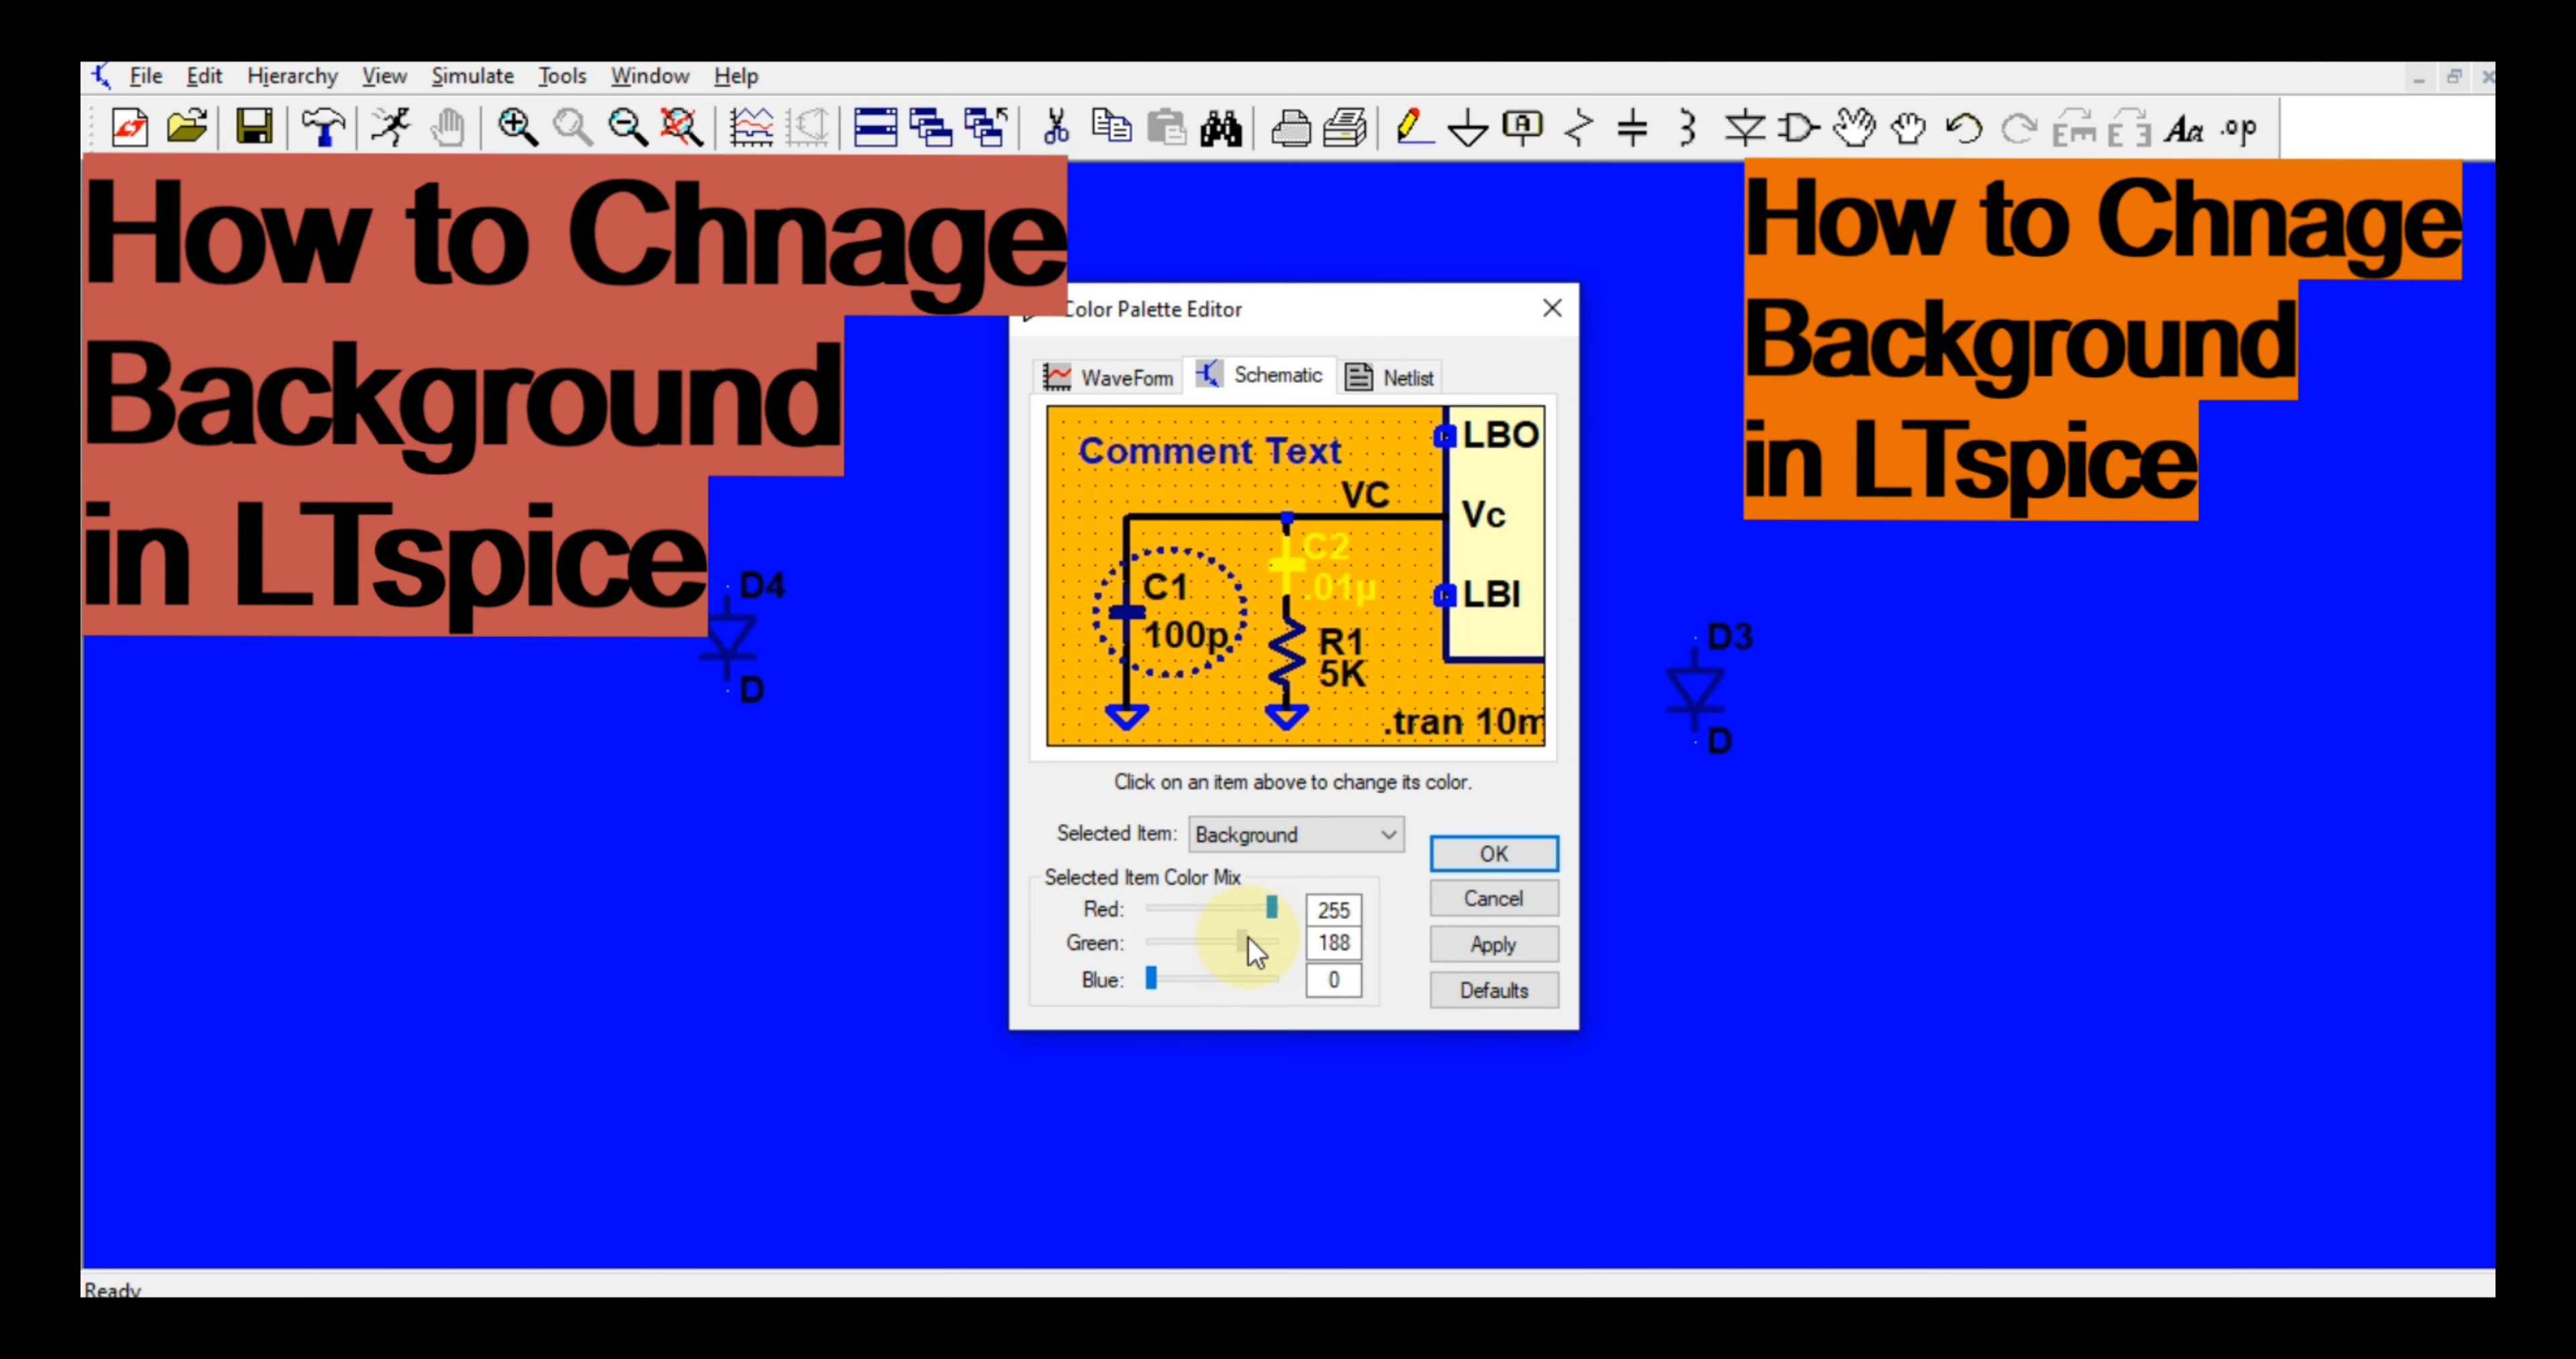 File Edit Hierarchy View Simulate Tools Window Help
A Aa .op
How to Chnage
Background
in LTspice
How to Chnage
Background
in LTspice
Color Palette Editor
WaveForm Schematic Netlist
Comment Text
LBO
VC
Vc
C2
.01µ
C1
100p
LBI
R1
5K
.tran 10m
D4
D
D3
D
Click on an item above to change its color.
Selected Item: Background
OK
Selected Item Color Mix
Cancel
Red: 255
Green: 188
Apply
Blue: 0
Defaults
Ready